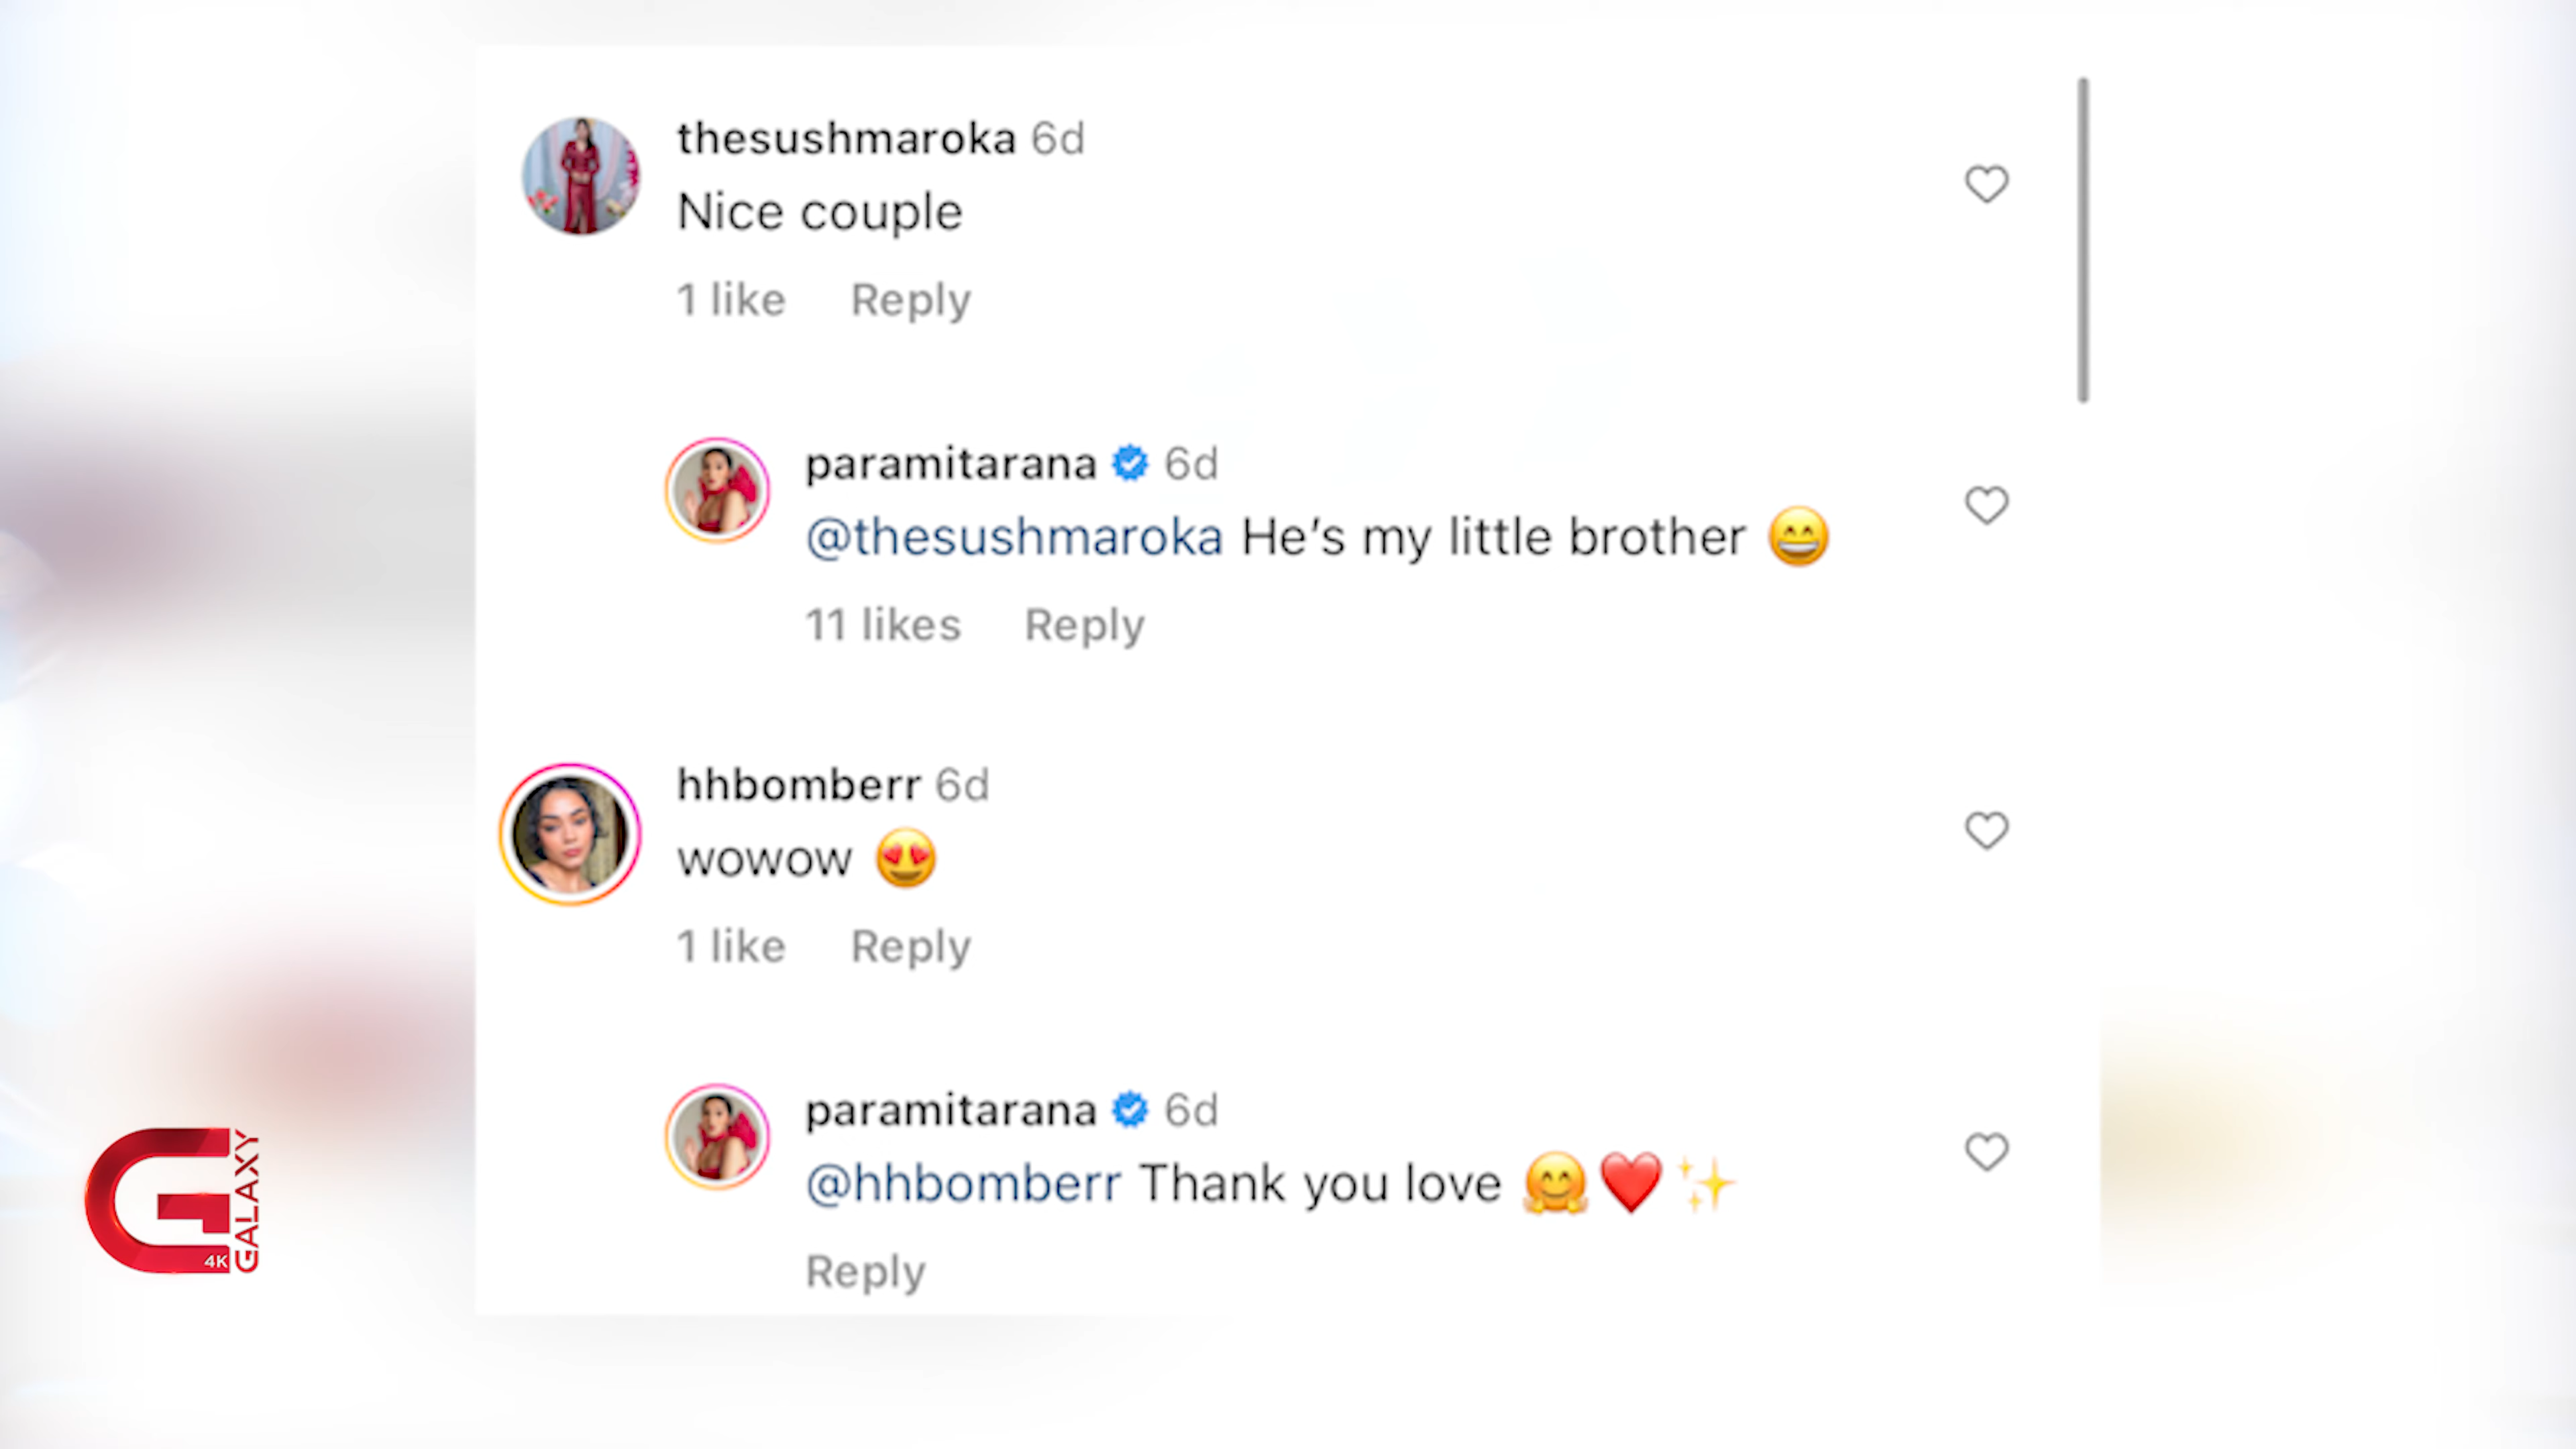 thesushmaroka 6d
Nice couple
1 like Reply
paramitarana 6d
@thesushmaroka He's my little brother 😁
11 likes Reply
hhbomberr 6d
wowow 😍
1 like Reply
paramitarana 6d
@hhbomberr Thank you love 🤗❤️✨
Reply
GALAXY
4K